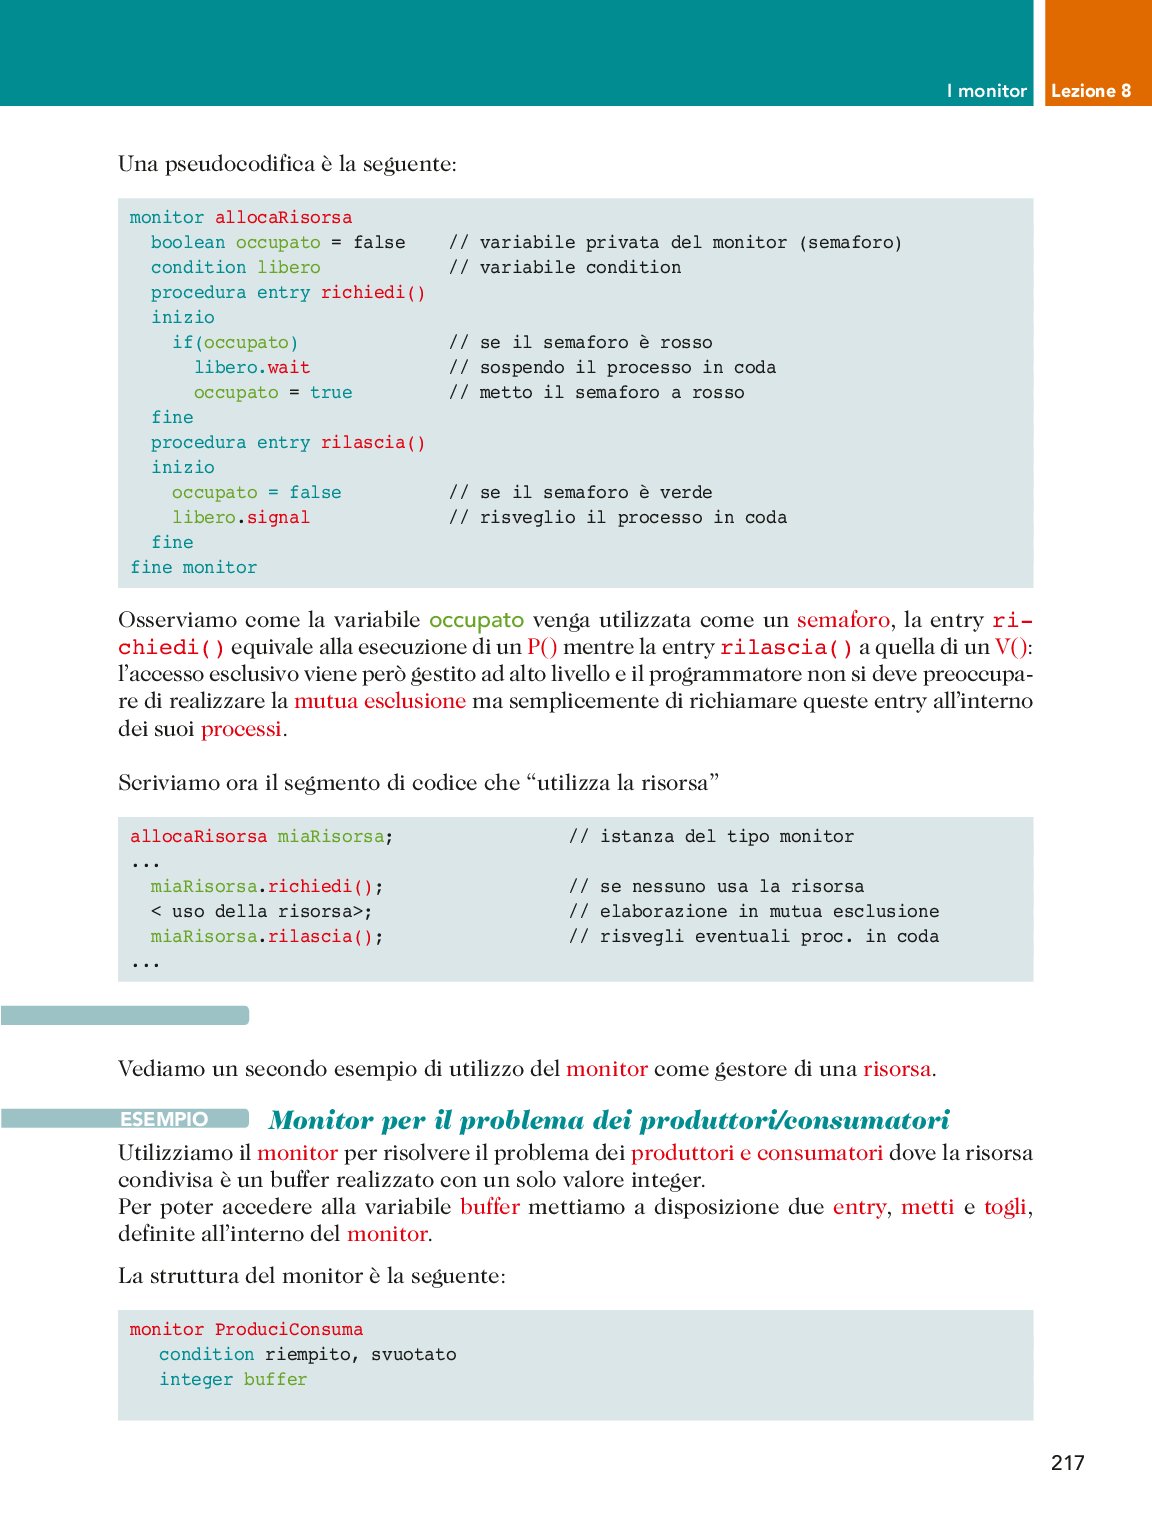 I monitor Lezione 8
Una pseudocodifica è la seguente:
monitor allocaRisorsa
  boolean occupato = false    // variabile privata del monitor (semaforo)
  condition libero            // variabile condition
  procedura entry richiedi()
  inizio
    if(occupato)              // se il semaforo è rosso
      libero.wait             // sospendo il processo in coda
      occupato = true         // metto il semaforo a rosso
  fine
  procedura entry rilascia()
  inizio
    occupato = false          // se il semaforo è verde
    libero.signal             // risveglio il processo in coda
  fine
fine monitor
Osserviamo come la variabile occupato venga utilizzata come un semaforo, la entry ri-
chiedi() equivale alla esecuzione di un P() mentre la entry rilascia() a quella di un V():
l’accesso esclusivo viene però gestito ad alto livello e il programmatore non si deve preoccupa-
re di realizzare la mutua esclusione ma semplicemente di richiamare queste entry all’interno
dei suoi processi.
Scriviamo ora il segmento di codice che “utilizza la risorsa”
allocaRisorsa miaRisorsa;                // istanza del tipo monitor
...
  miaRisorsa.richiedi();                 // se nessuno usa la risorsa
  < uso della risorsa>;                  // elaborazione in mutua esclusione
  miaRisorsa.rilascia();                 // risvegli eventuali proc. in coda
...
Vediamo un secondo esempio di utilizzo del monitor come gestore di una risorsa.
ESEMPIO Monitor per il problema dei produttori/consumatori
Utilizziamo il monitor per risolvere il problema dei produttori e consumatori dove la risorsa
condivisa è un buffer realizzato con un solo valore integer.
Per poter accedere alla variabile buffer mettiamo a disposizione due entry, metti e togli,
definite all’interno del monitor.
La struttura del monitor è la seguente:
monitor ProduciConsuma
  condition riempito, svuotato
  integer buffer
217